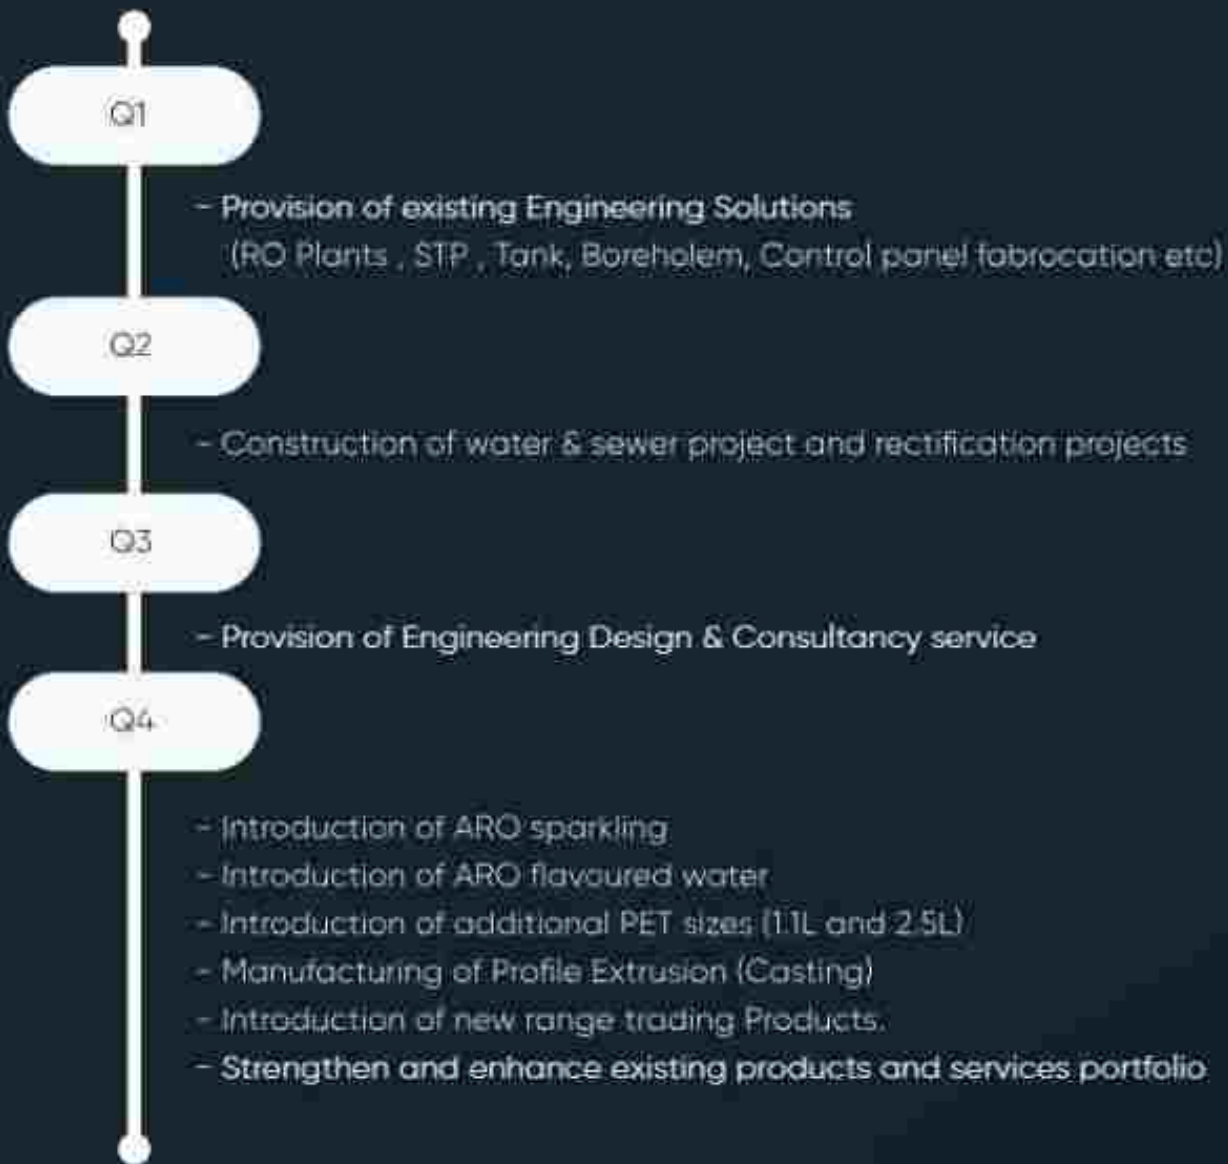 Q1
- Provision of existing Engineering Solutions
(RO Plants , STP , Tank, Boreholem, Control panel fabrocation etc)
Q2
- Construction of water & sewer project and rectification projects
Q3
- Provision of Engineering Design & Consultancy service
Q4
- Introduction of ARO sparkling
- Introduction of ARO flavoured water
- Introduction of additional PET sizes (1.1L and 2.5L)
- Manufacturing of Profile Extrusion (Casting)
- Introduction of new range trading Products.
- Strengthen and enhance existing products and services portfolio